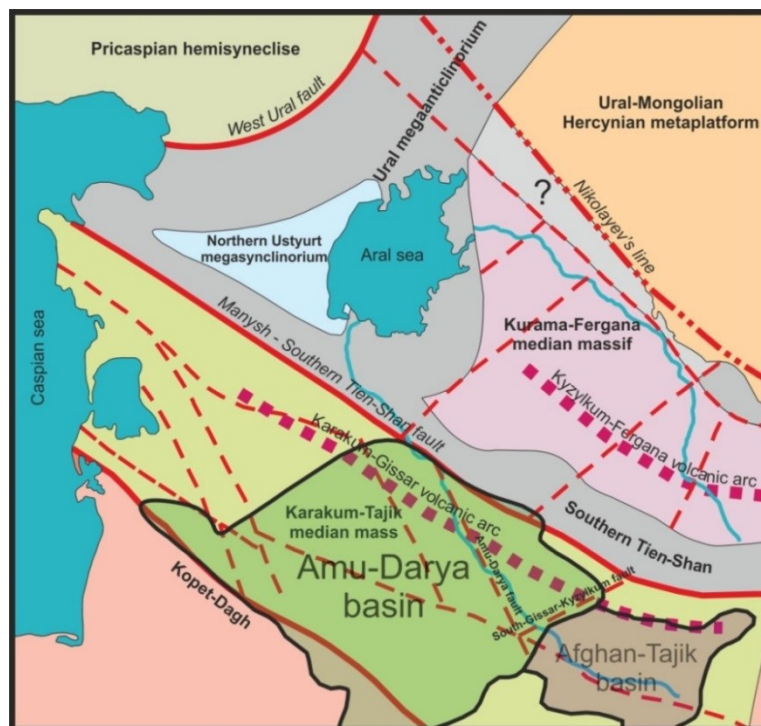 Pricaspian hemisyneclise
West Ural fault
Ural megaanticlinorium
Ural-Mongolian
Hercynian metaplatform
?
Nikolayev's line
Northern Ustyurt
megasynclinorium
Aral sea
Caspian sea
Manysh - Southern Tien-Shan fault
Kurama-Fergana
median massif
Kyzylkum-Fergana volcanic arc
Karakum-Gissar volcanic arc
Karakum-Tajik
median mass
Amu-Darya
basin
Amu-Darya fault
Southern Tien-Shan
Kopet-Dagh
South-Gissar-Kyzylkum fault
Afghan-Tajik
basin